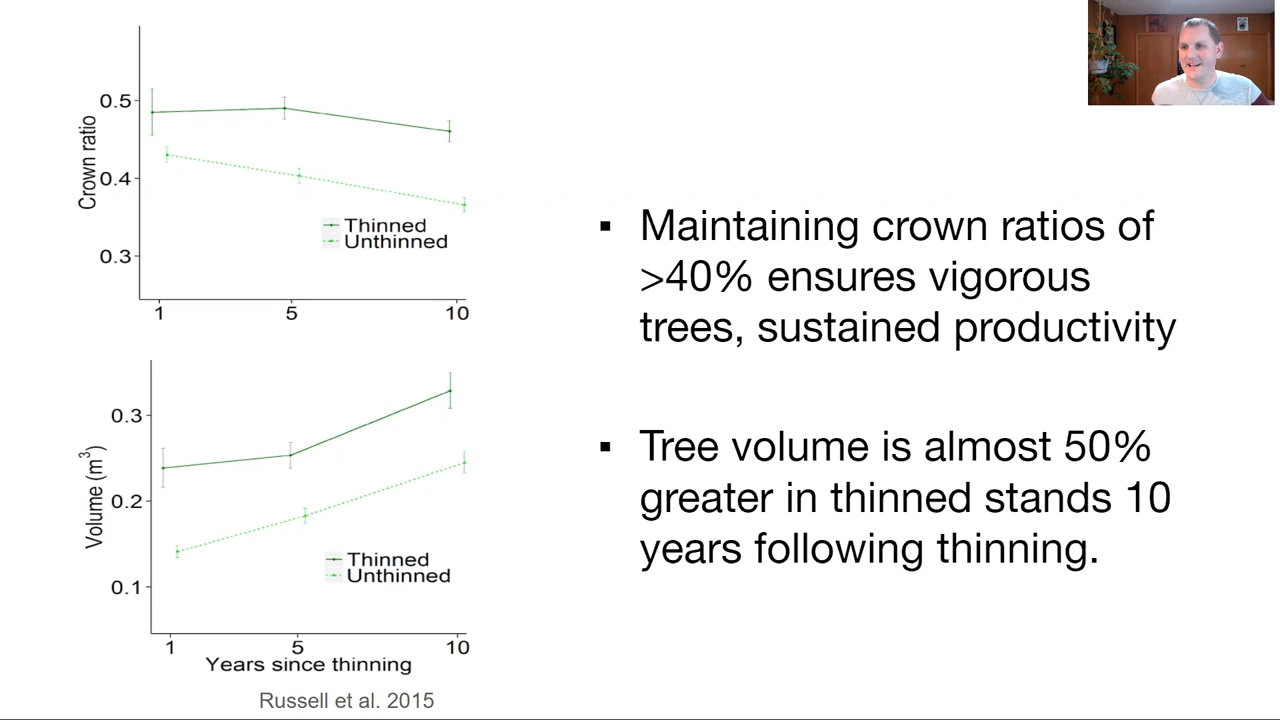 0.5
Crown ratio
0.4
0.3
Thinned
Unthinned
1 5 10
0.3
Volume (m³)
0.2
0.1
Thinned
Unthinned
1 5 10
Years since thinning
Russell et al. 2015
▪ Maintaining crown ratios of
>40% ensures vigorous
trees, sustained productivity
▪ Tree volume is almost 50%
greater in thinned stands 10
years following thinning.